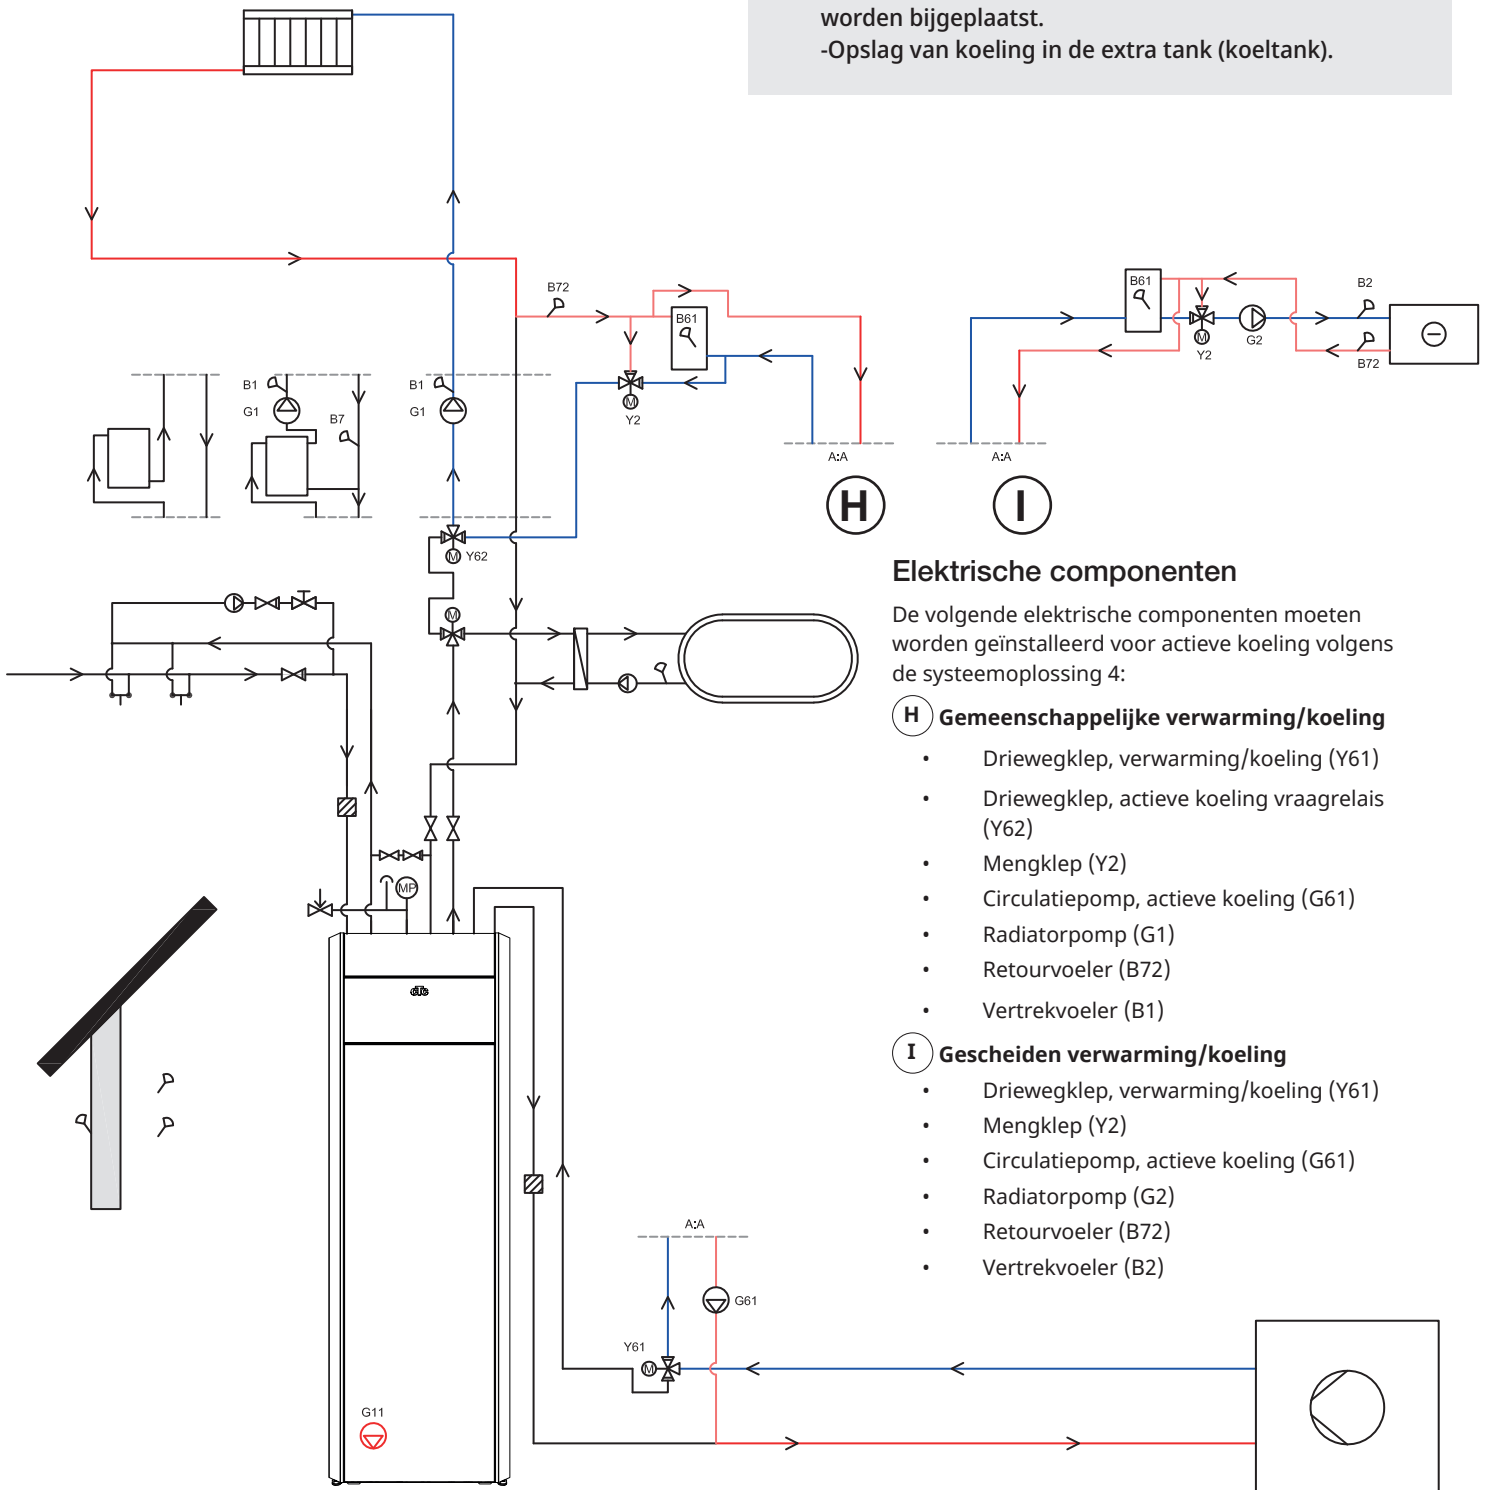 worden bijgeplaatst.
-Opslag van koeling in de extra tank (koeltank).
B72
B61
Y2
A:A
H
B61
Y2
G2
B2
B72
A:A
I
B1
G1
B7
B1
G1
M
M
M
Y62
M
MP
cTc
G11
A:A
G61
Y61
M
Elektrische componenten
De volgende elektrische componenten moeten
worden geïnstalleerd voor actieve koeling volgens
de systeemoplossing 4:
H Gemeenschappelijke verwarming/koeling
• Driewegklep, verwarming/koeling (Y61)
• Driewegklep, actieve koeling vraagrelais
(Y62)
• Mengklep (Y2)
• Circulatiepomp, actieve koeling (G61)
• Radiatorpomp (G1)
• Retourvoeler (B72)
• Vertrekvoeler (B1)
I Gescheiden verwarming/koeling
• Driewegklep, verwarming/koeling (Y61)
• Mengklep (Y2)
• Circulatiepomp, actieve koeling (G61)
• Radiatorpomp (G2)
• Retourvoeler (B72)
• Vertrekvoeler (B2)